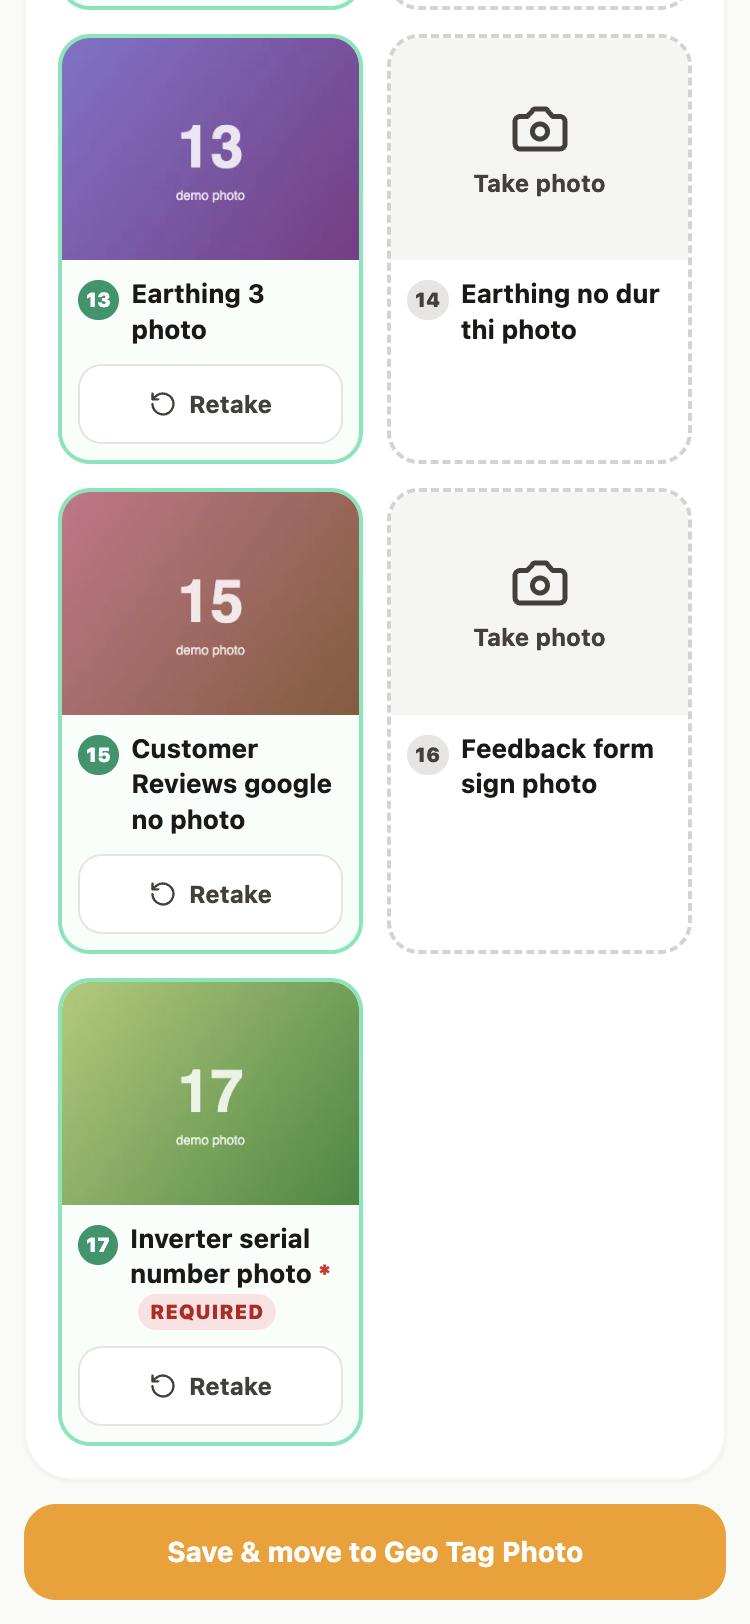 13
demo photo
Take photo
13
Earthing 3
photo
14
Earthing no dur
thi photo
Retake
15
demo photo
Take photo
15
Customer
Reviews google
no photo
16
Feedback form
sign photo
Retake
17
demo photo
17
Inverter serial
number photo *
REQUIRED
Retake
Save & move to Geo Tag Photo